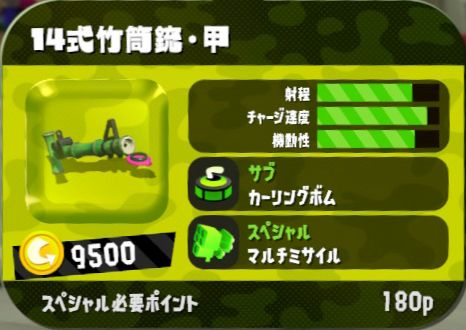 14式竹筒銃・甲
射程
チャージ速度
機動性
サブ
カーリングボム
スペシャル
マルチミサイル
9500
スペシャル必要ポイント 180p